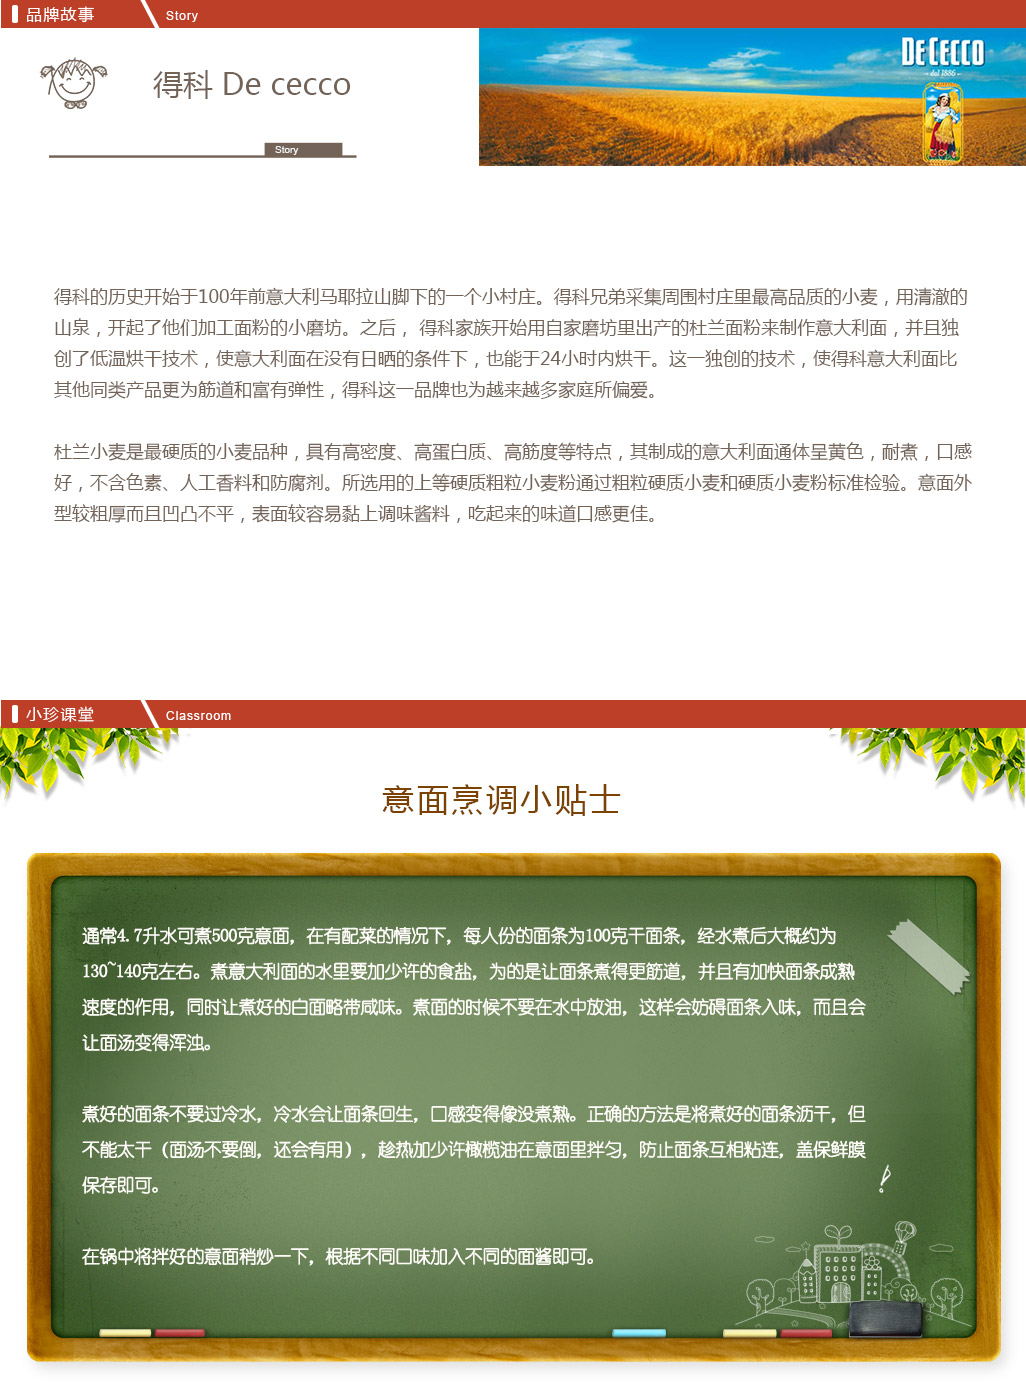 品牌故事
Story
得科 De cecco
Story
DE CECCO
dal 1886
得科的历史开始于100年前意大利马耶拉山脚下的一个小村庄。得科兄弟采集周围村庄里最高品质的小麦，用清澈的
山泉，开起了他们加工面粉的小磨坊。之后， 得科家族开始用自家磨坊里出产的杜兰面粉来制作意大利面，并且独
创了低温烘干技术，使意大利面在没有日晒的条件下，也能于24小时内烘干。这一独创的技术，使得科意大利面比
其他同类产品更为筋道和富有弹性，得科这一品牌也为越来越多家庭所偏爱。
杜兰小麦是最硬质的小麦品种，具有高密度、高蛋白质、高筋度等特点，其制成的意大利面通体呈黄色，耐煮，口感
好，不含色素、人工香料和防腐剂。所选用的上等硬质粗粒小麦粉通过粗粒硬质小麦和硬质小麦粉标准检验。意面外
型较粗厚而且凹凸不平，表面较容易黏上调味酱料，吃起来的味道口感更佳。
小珍课堂
Classroom
意面烹调小贴士
通常4.7升水可煮500克意面，在有配菜的情况下，每人份的面条为100克干面条，经水煮后大概约为
130~140克左右。煮意大利面的水里要加少许的食盐，为的是让面条煮得更筋道，并且有加快面条成熟
速度的作用，同时让煮好的白面略带咸味。煮面的时候不要在水中放油，这样会妨碍面条入味，而且会
让面汤变得浑浊。
煮好的面条不要过冷水，冷水会让面条回生，口感变得像没煮熟。正确的方法是将煮好的面条沥干，但
不能太干（面汤不要倒，还会有用），趁热加少许橄榄油在意面里拌匀，防止面条互相粘连，盖保鲜膜
保存即可。
在锅中将拌好的意面稍炒一下，根据不同口味加入不同的面酱即可。